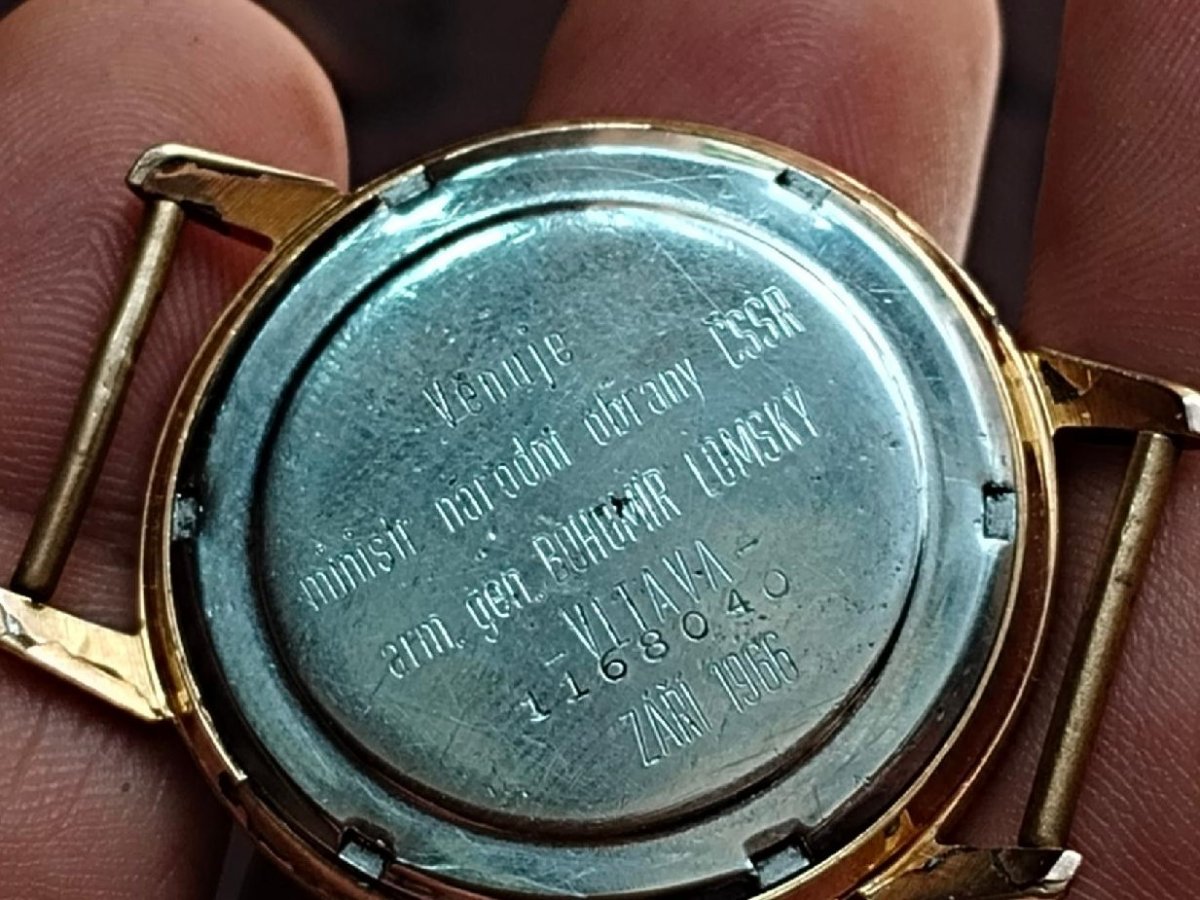 Věnuje
ministr národní obrany ČSSR
arm. gen. BOHUMÍR LOMSKÝ
- VLTAVA -
1168040
ZÁŘÍ 1966